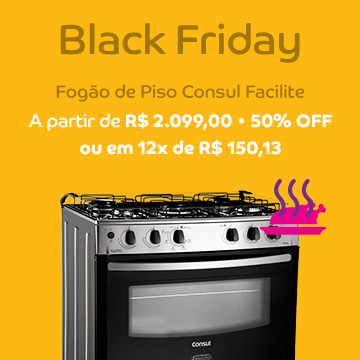 Black Friday
Fogão de Piso Consul Facilite
A partir de R$ 2.099,00 • 50% OFF
ou em 12x de R$ 150,13
consul